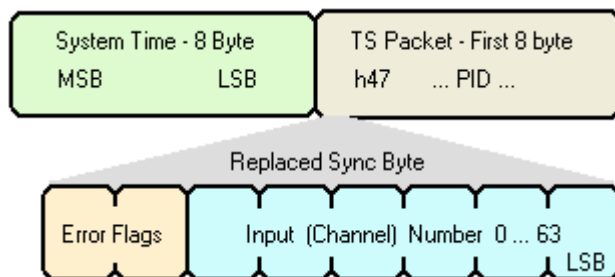 System Time - 8 Byte
MSB LSB
TS Packet - First 8 byte
h47 ... PID ...
Replaced Sync Byte
Error Flags
Input (Channel) Number 0 ... 63
LSB